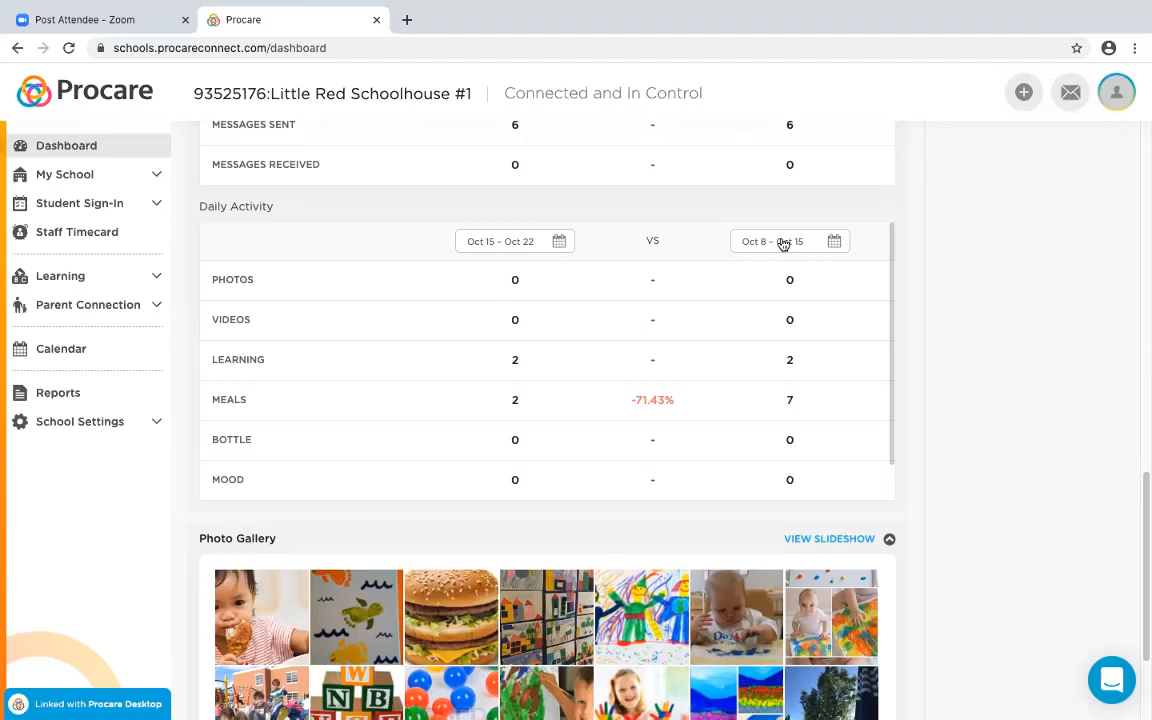 Post Attendee - Zoom
Procare
schools.procareconnect.com/dashboard
Procare
93525176:Little Red Schoolhouse #1
Connected and In Control
Dashboard
My School
Student Sign-In
Staff Timecard
Learning
Parent Connection
Calendar
Reports
School Settings
Linked with Procare Desktop
MESSAGES SENT 6 - 6
MESSAGES RECEIVED 0 - 0
Daily Activity
Oct 15 - Oct 22 VS Oct 8 - Oct 15
PHOTOS 0 - 0
VIDEOS 0 - 0
LEARNING 2 - 2
MEALS 2 -71.43% 7
BOTTLE 0 - 0
MOOD 0 - 0
Photo Gallery
VIEW SLIDESHOW
W
N B